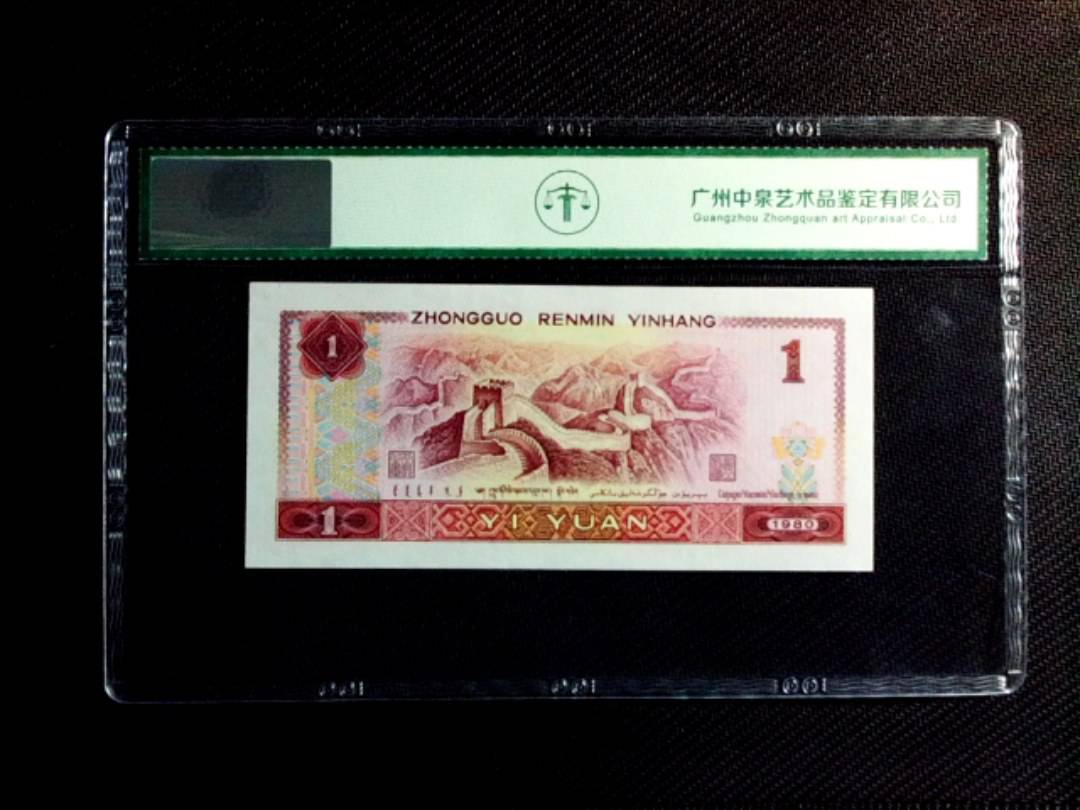 广州中泉艺术品鉴定有限公司
Guangzhou Zhongquan art Appraisal Co., Ltd
ZHONGGUO RENMIN YINHANG
1
1
1
YI YUAN
1980